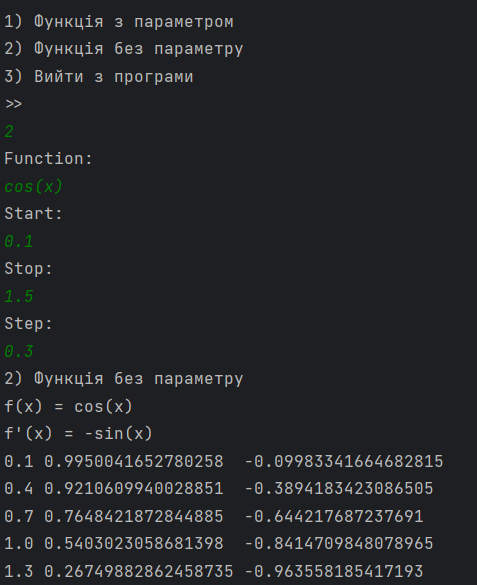 1) Функція з параметром
2) Функція без параметру
3) Вийти з програми
>>
2
Function:
cos(x)
Start:
0.1
Stop:
1.5
Step:
0.3
2) Функція без параметру
f(x) = cos(x)
f'(x) = -sin(x)
0.1 0.9950041652780258  -0.09983341664682815
0.4 0.9210609940028851  -0.3894183423086505
0.7 0.7648421872844885  -0.644217687237691
1.0 0.5403023058681398  -0.8414709848078965
1.3 0.26749882862458735 -0.963558185417193